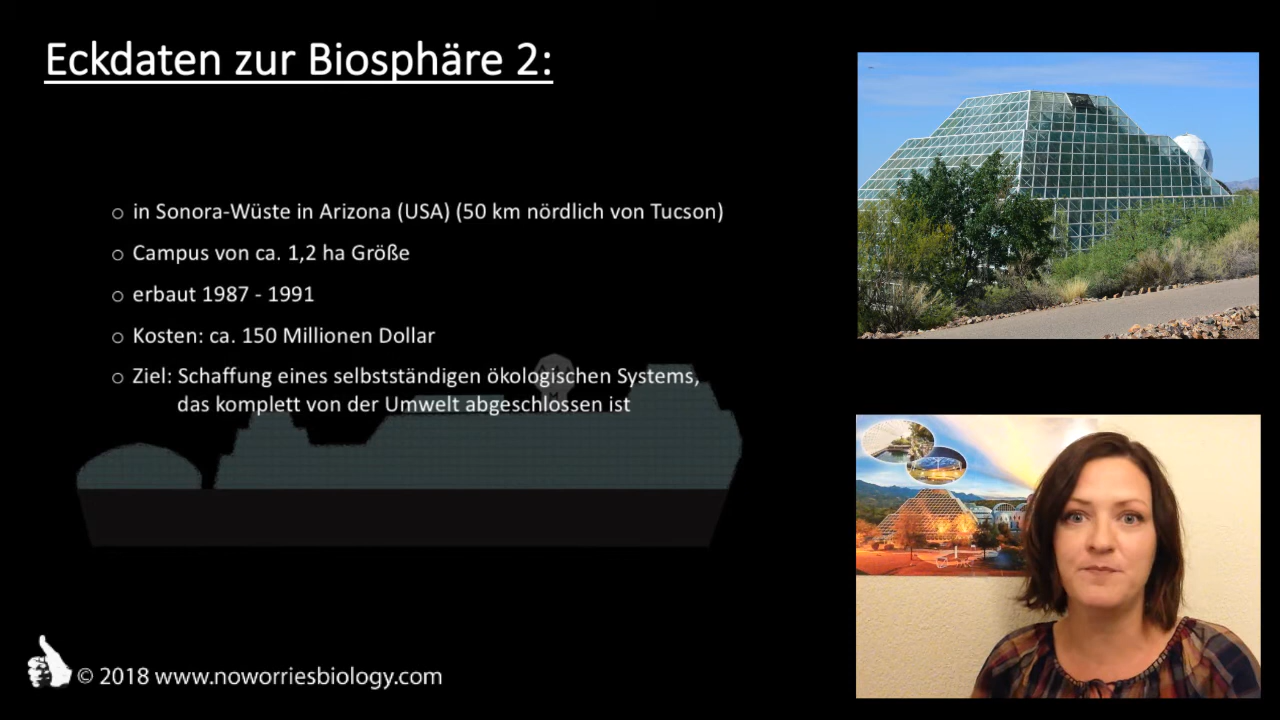 Eckdaten zur Biosphäre 2:
○ in Sonora-Wüste in Arizona (USA) (50 km nördlich von Tucson)
○ Campus von ca. 1,2 ha Größe
○ erbaut 1987 - 1991
○ Kosten: ca. 150 Millionen Dollar
○ Ziel: Schaffung eines selbstständigen ökologischen Systems,
das komplett von der Umwelt abgeschlossen ist
© 2018 www.noworriesbiology.com